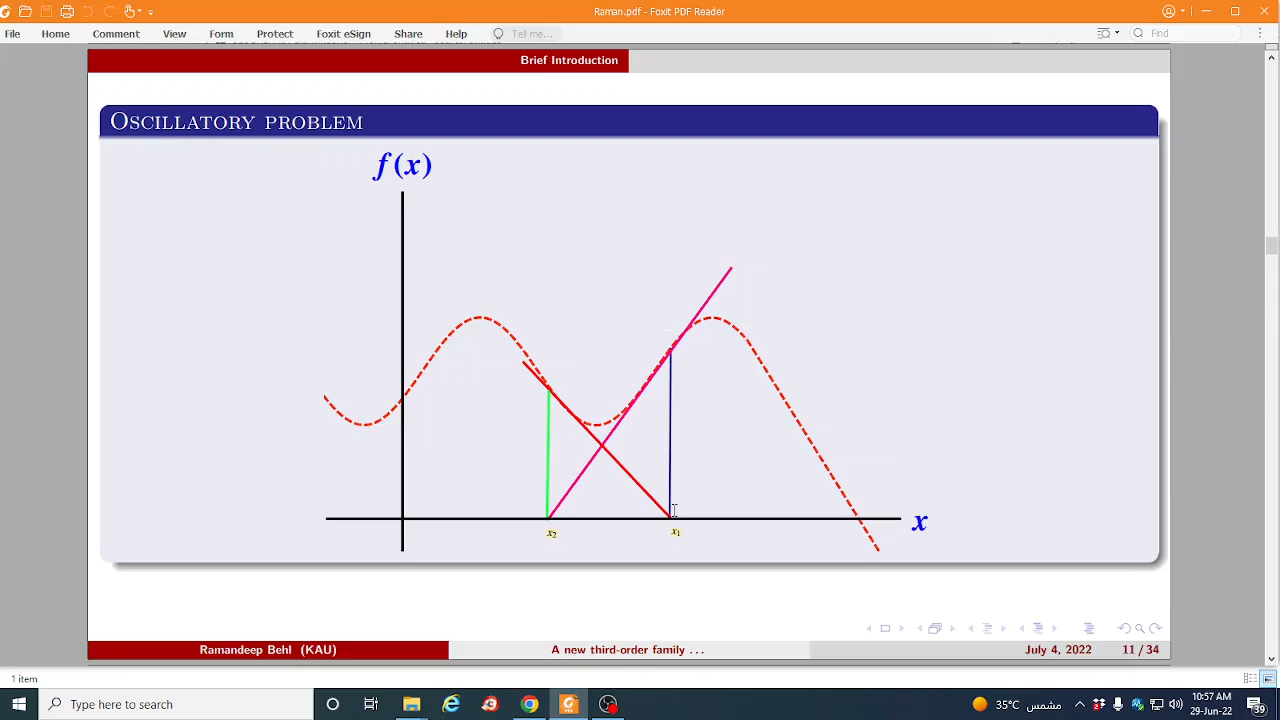 Raman.pdf - Foxit PDF Reader
File Home Comment View Form Protect Foxit eSign Share Help Tell me... Find
Brief Introduction
OSCILLATORY PROBLEM
f(x)
x
x₂ x₁
Ramandeep Behl (KAU) A new third-order family ... July 4, 2022 11 / 34
1 item
Type here to search
35°C مشمس
10:57 AM
29-Jun-22